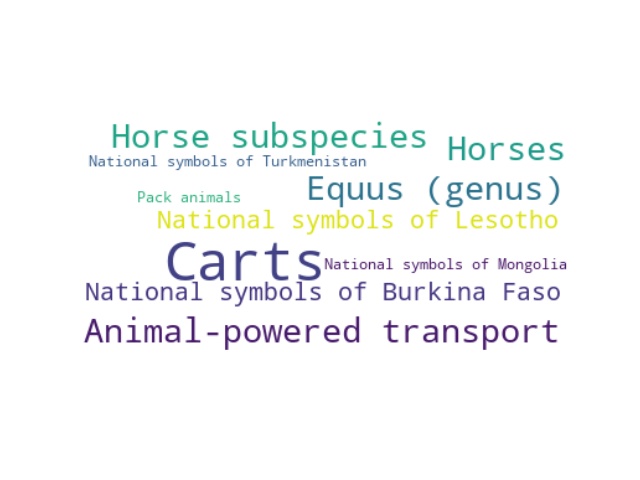 Horse subspecies
Horses
National symbols of Turkmenistan
Equus (genus)
Pack animals
National symbols of Lesotho
Carts
National symbols of Mongolia
National symbols of Burkina Faso
Animal-powered transport